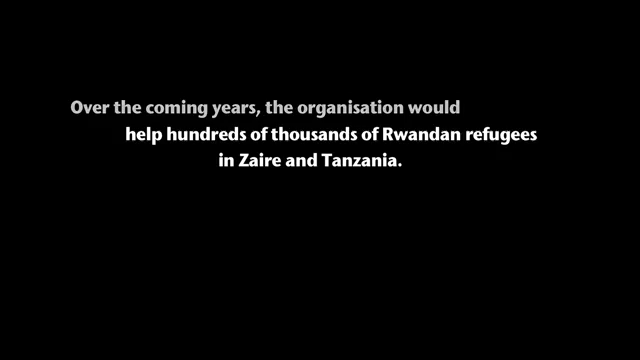 Over the coming years, the organisation would
help hundreds of thousands of Rwandan refugees
in Zaire and Tanzania.